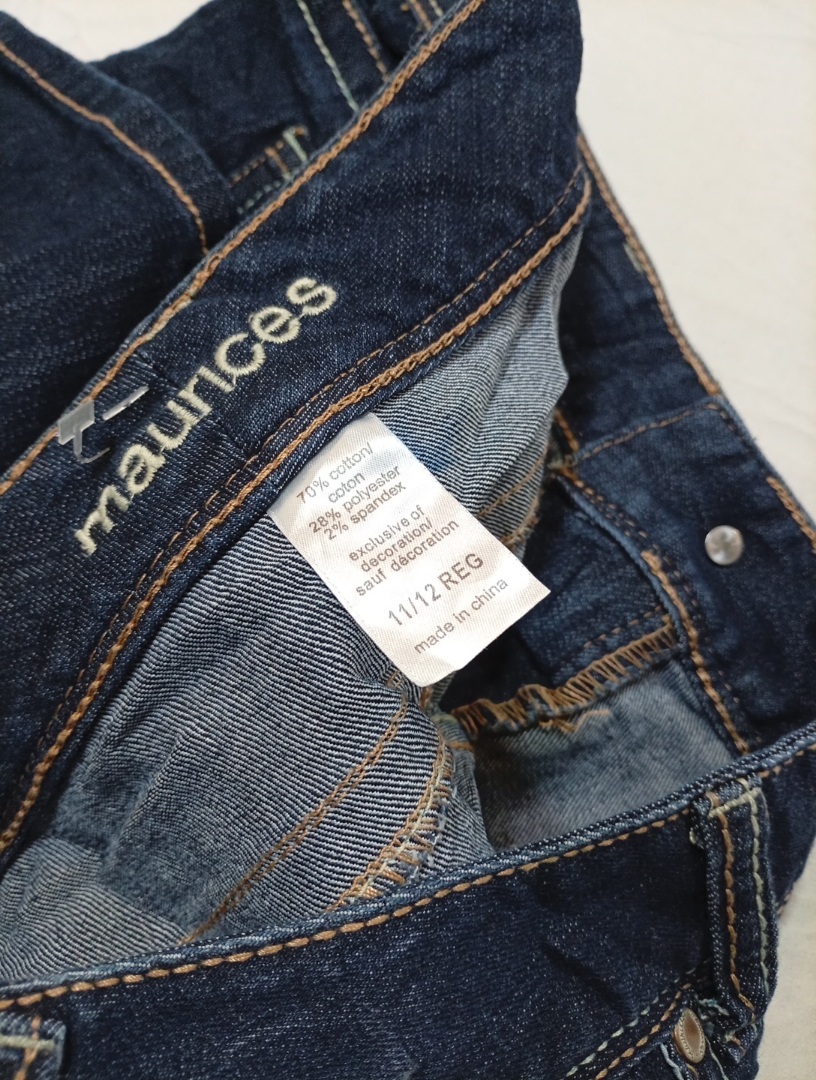 maurices
70% cotton/
coton
28% polyester
2% spandex
exclusive of
decoration/
sauf décoration
11/12 REG
made in china